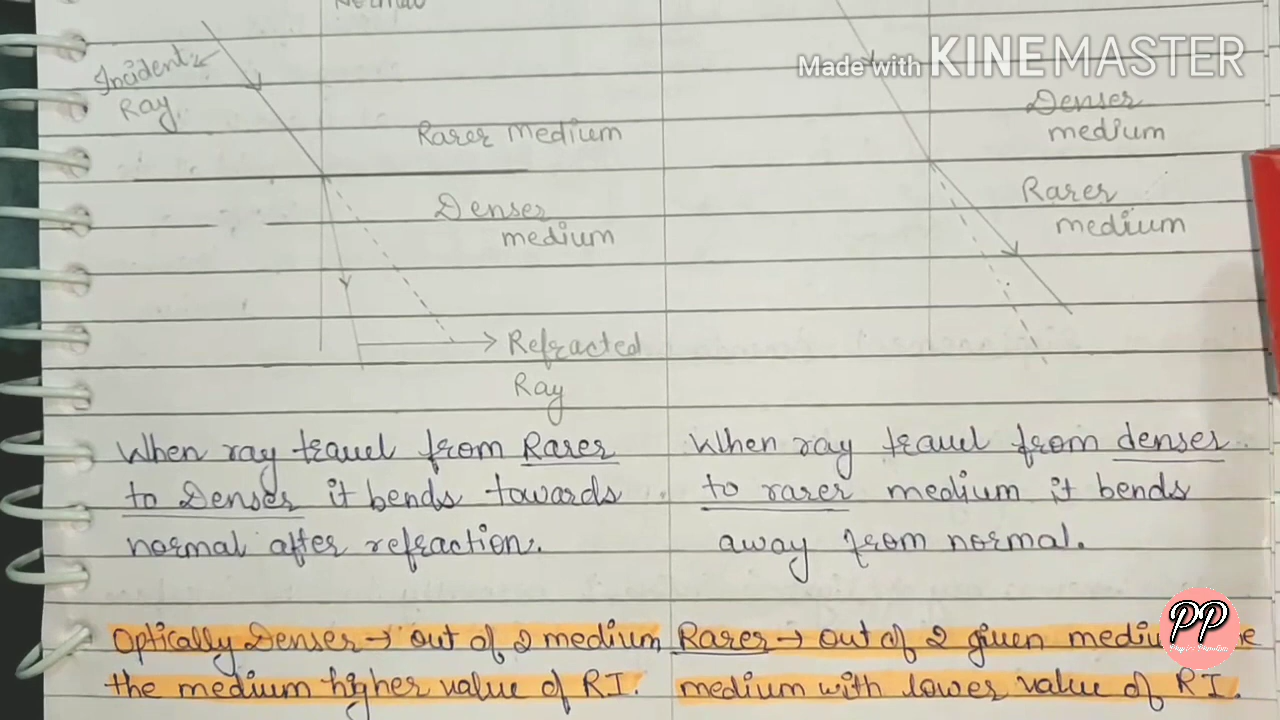 Normal
Incident
Ray
Rarer Medium
Denser
medium
Refracted
Ray
When ray travel from Rarer
to Denser it bends towards
normal after refraction.
Made with KINEMASTER
Denser
medium
Rarer
medium
When ray travel from denser
to rarer medium it bends
away from normal.
Optically Denser → out of 2 medium
the medium higher value of RI.
Rarer → out of 2 given
medium with lower value of RI.
PP